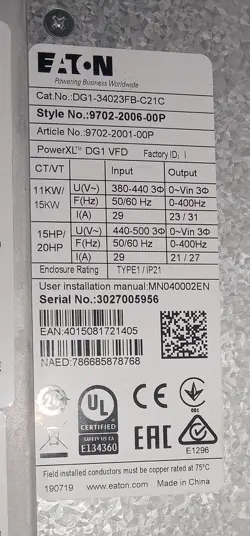 EATON
Powering Business Worldwide
Cat.No.:DG1-34023FB-C21C
Style No.:9702-2006-00P
Article No.:9702-2001-00P
PowerXL™ DG1 VFD Factory ID: I
CT/VT Input Output
11KW/ 15KW U(V~) 380-440 3Φ 0~Vin 3Φ
F(Hz) 50/60 Hz 0-400Hz
I(A) 29 23 / 31
15HP/ 20HP U(V~) 440-500 3Φ 0~Vin 3Φ
F(Hz) 50/60 Hz 0-400Hz
I(A) 29 21 / 27
Enclosure Rating TYPE1 / IP21
User installation manual:MN040002EN
Serial No.:3027005956
EAN:4015081721405
NAED:786685878768
UL
CERTIFIED
SAFETY US CA
E134360
CE
EAC
001
E1296
Field installed conductors must be copper rated at 75°C
190719 www.eaton.com Made in China